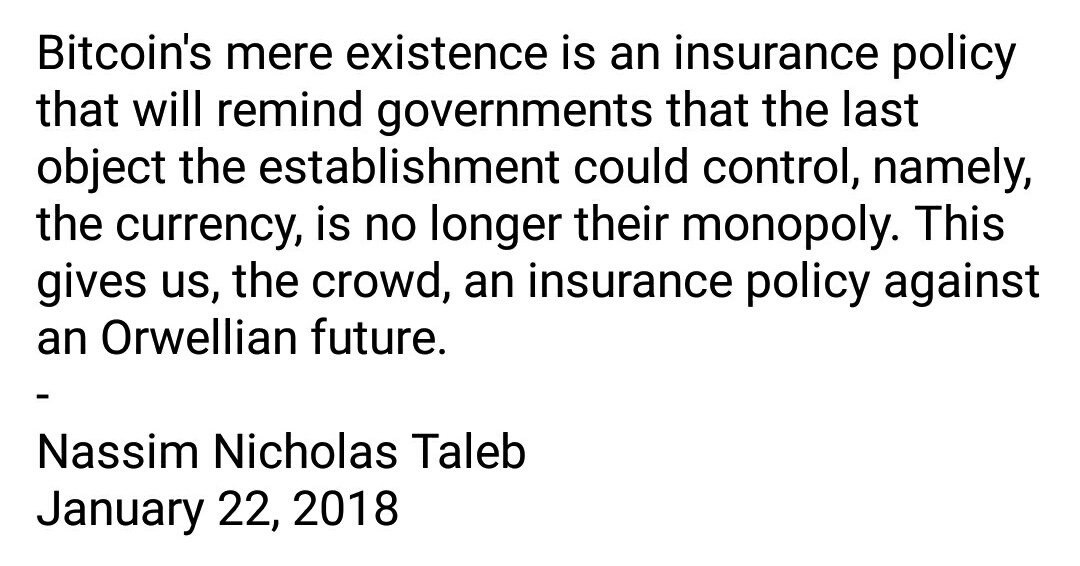 Bitcoin's mere existence is an insurance policy
that will remind governments that the last
object the establishment could control, namely,
the currency, is no longer their monopoly. This
gives us, the crowd, an insurance policy against
an Orwellian future.
-
Nassim Nicholas Taleb
January 22, 2018